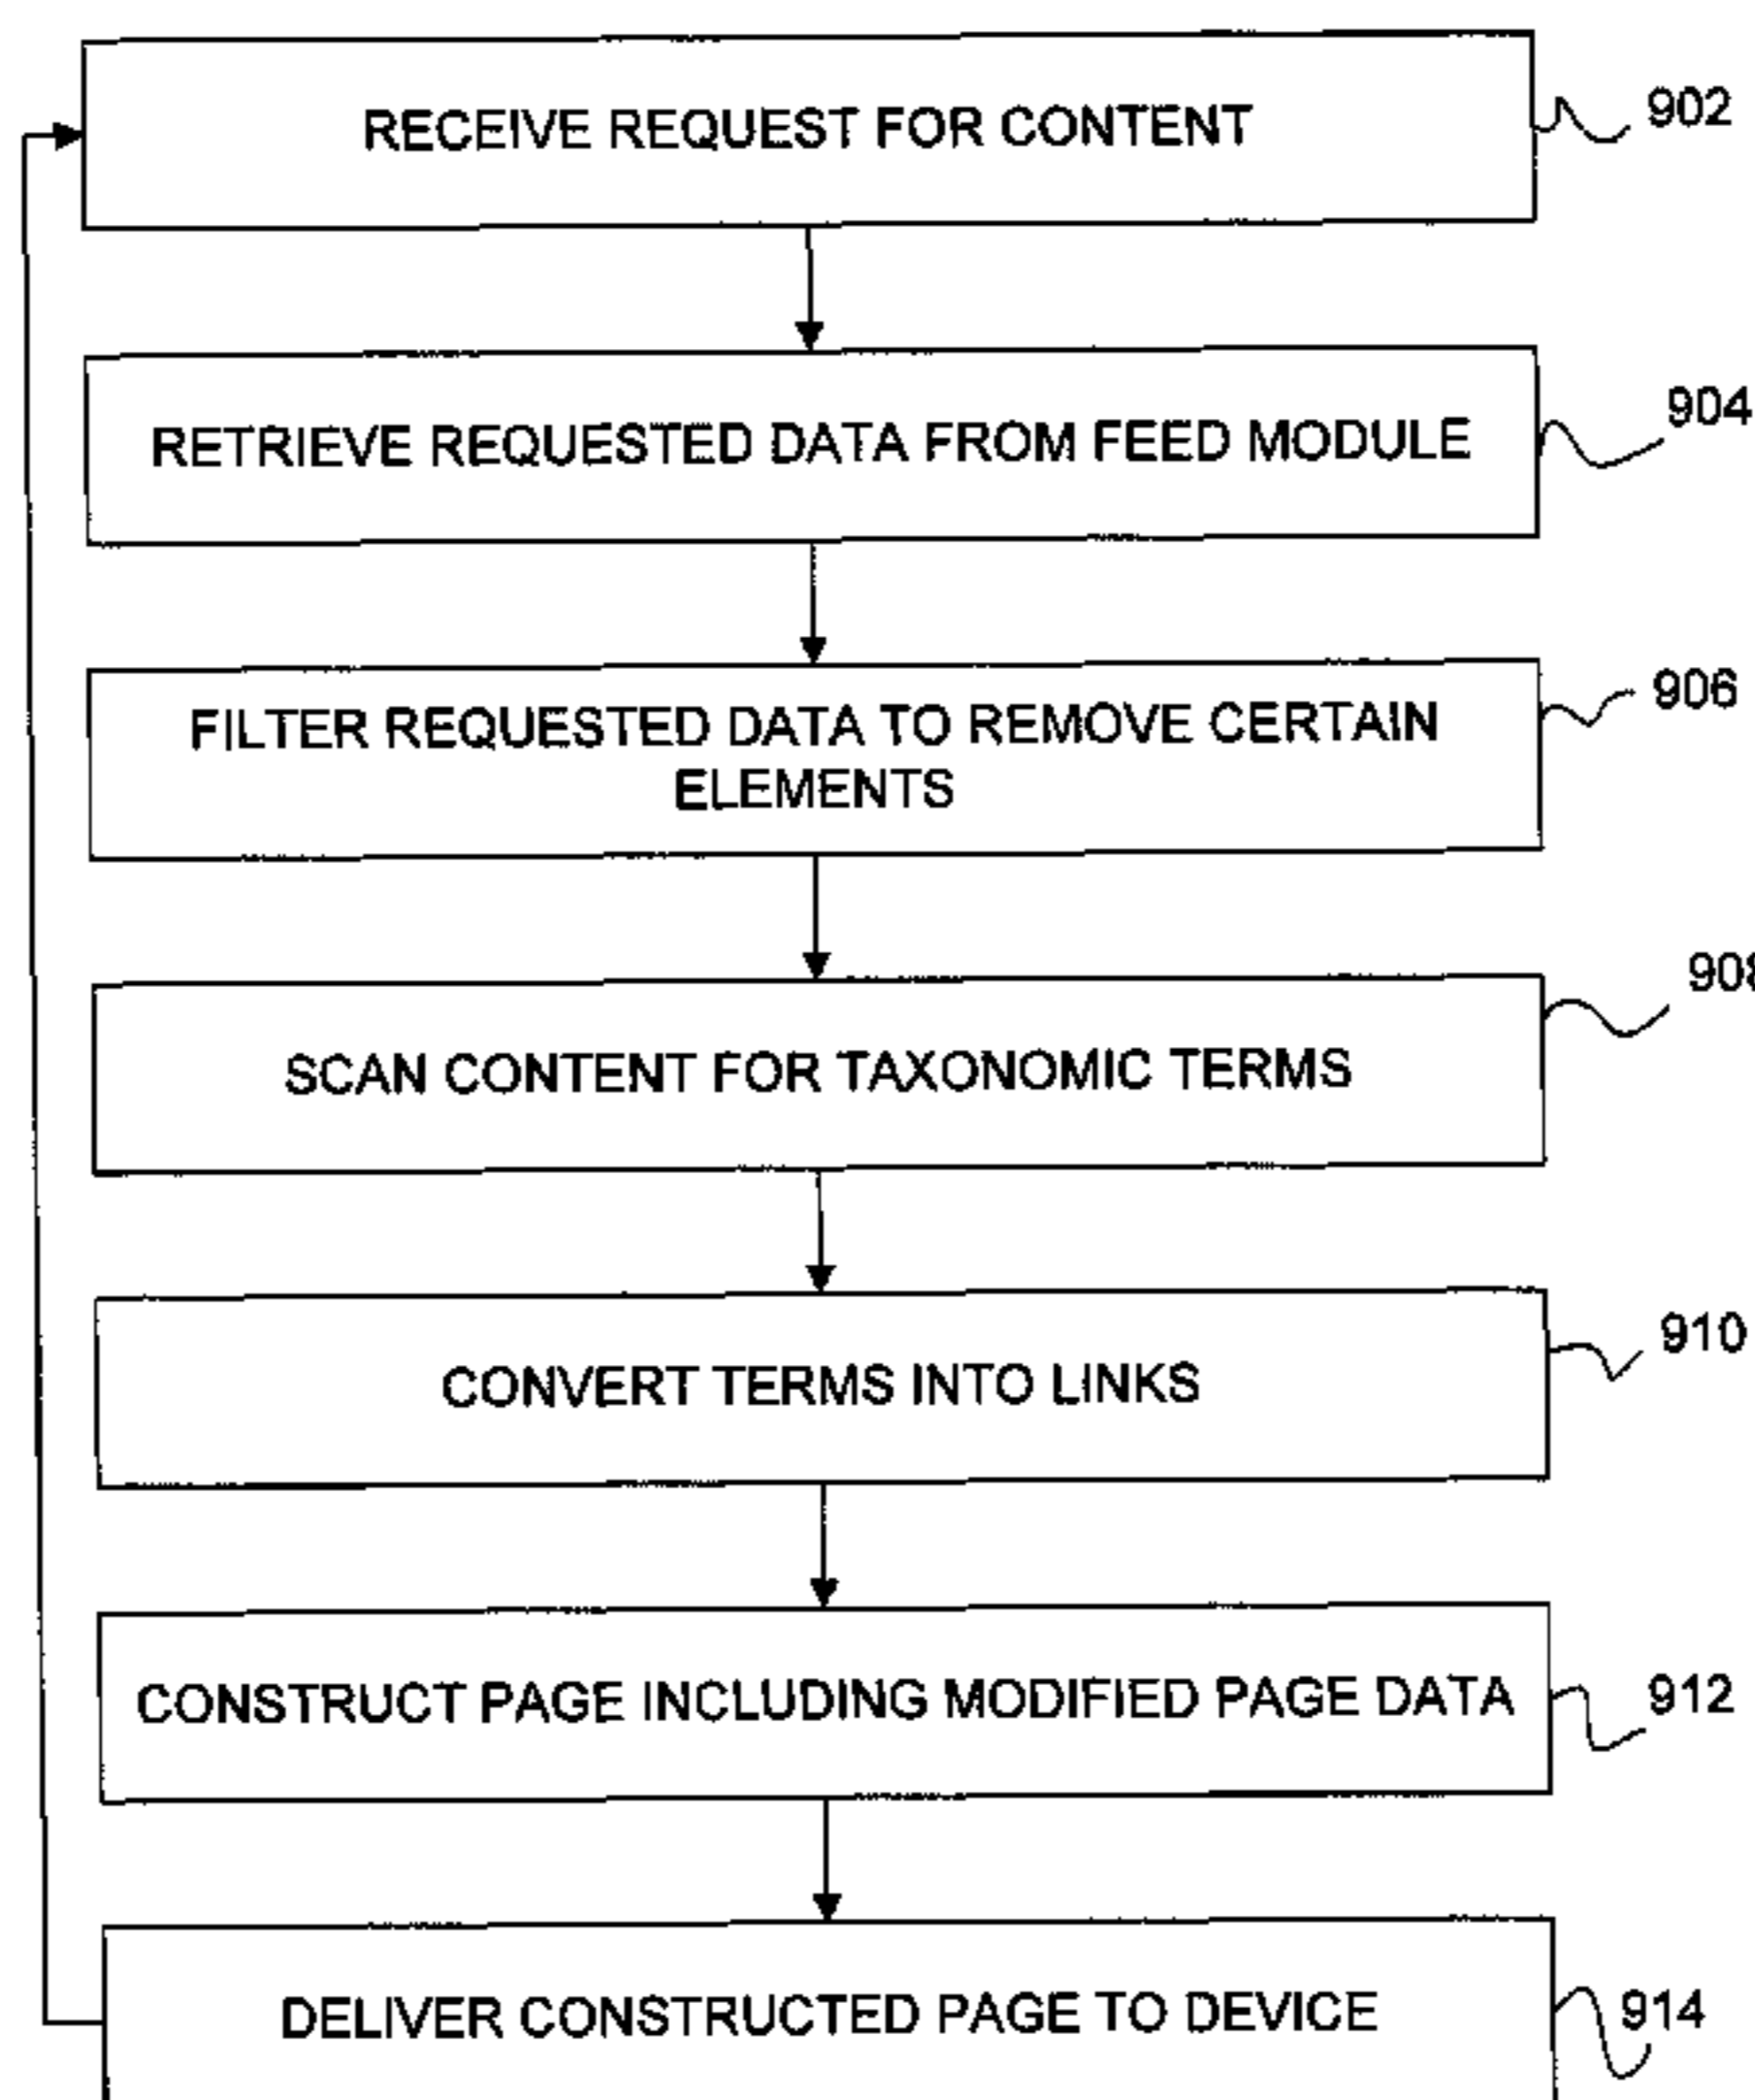 RECEIVE REQUEST FOR CONTENT
902
RETRIEVE REQUESTED DATA FROM FEED MODULE
904
FILTER REQUESTED DATA TO REMOVE CERTAIN
ELEMENTS
906
SCAN CONTENT FOR TAXONOMIC TERMS
908
CONVERT TERMS INTO LINKS
910
CONSTRUCT PAGE INCLUDING MODIFIED PAGE DATA
912
DELIVER CONSTRUCTED PAGE TO DEVICE
914